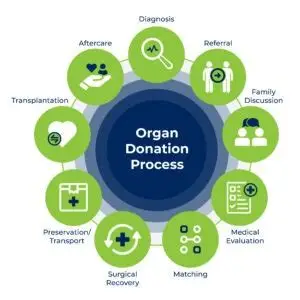 Diagnosis
Referral
Family
Discussion
Medical
Evaluation
Matching
Surgical
Recovery
Preservation/
Transport
Transplantation
Aftercare
Organ
Donation
Process